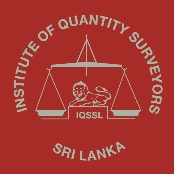 INSTITUTE OF QUANTITY SURVEYORS
IQSSL
SRI LANKA